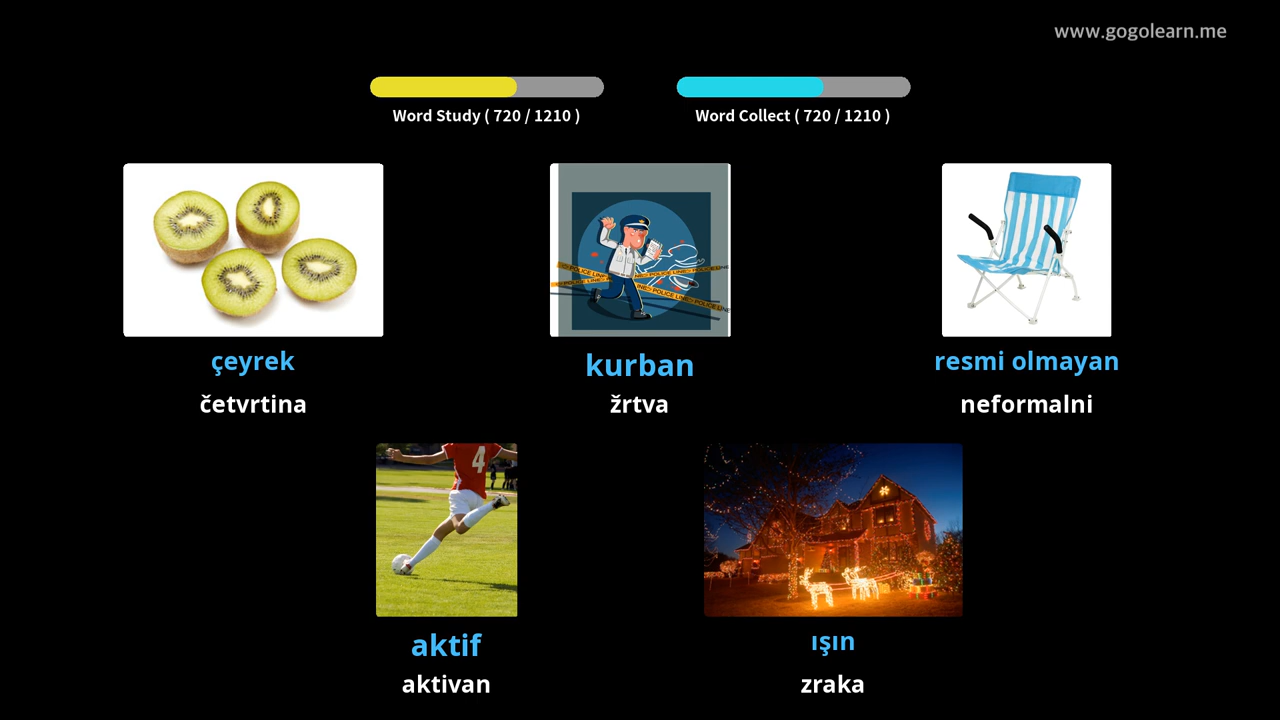 www.gogolearn.me
Word Study ( 720 / 1210 )
Word Collect ( 720 / 1210 )
çeyrek
kurban
resmi olmayan
četvrtina
žrtva
neformalni
4
aktif
ışın
aktivan
zraka